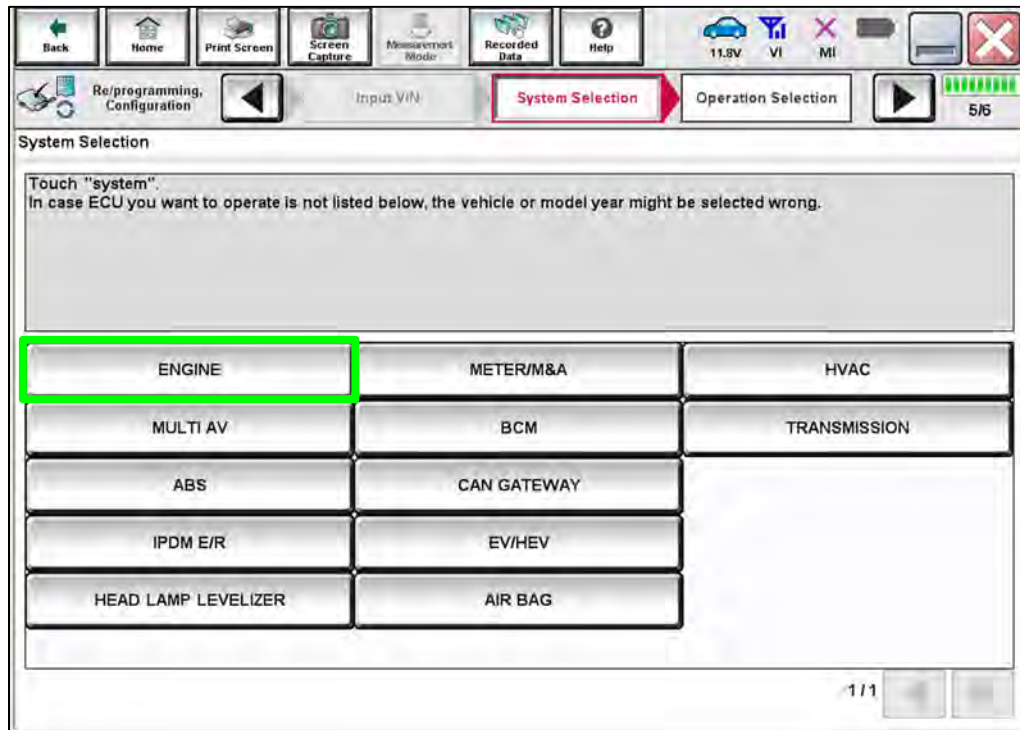 Back
Home
Print Screen
Screen Capture
Measurement Mode
Recorded Data
Help
11.8V
VI
MI
Re/programming, Configuration
Input VIN
System Selection
Operation Selection
5/6
System Selection
Touch "system".
In case ECU you want to operate is not listed below, the vehicle or model year might be selected wrong.
ENGINE
METER/M&A
HVAC
MULTI AV
BCM
TRANSMISSION
ABS
CAN GATEWAY
IPDM E/R
EV/HEV
HEAD LAMP LEVELIZER
AIR BAG
1/1